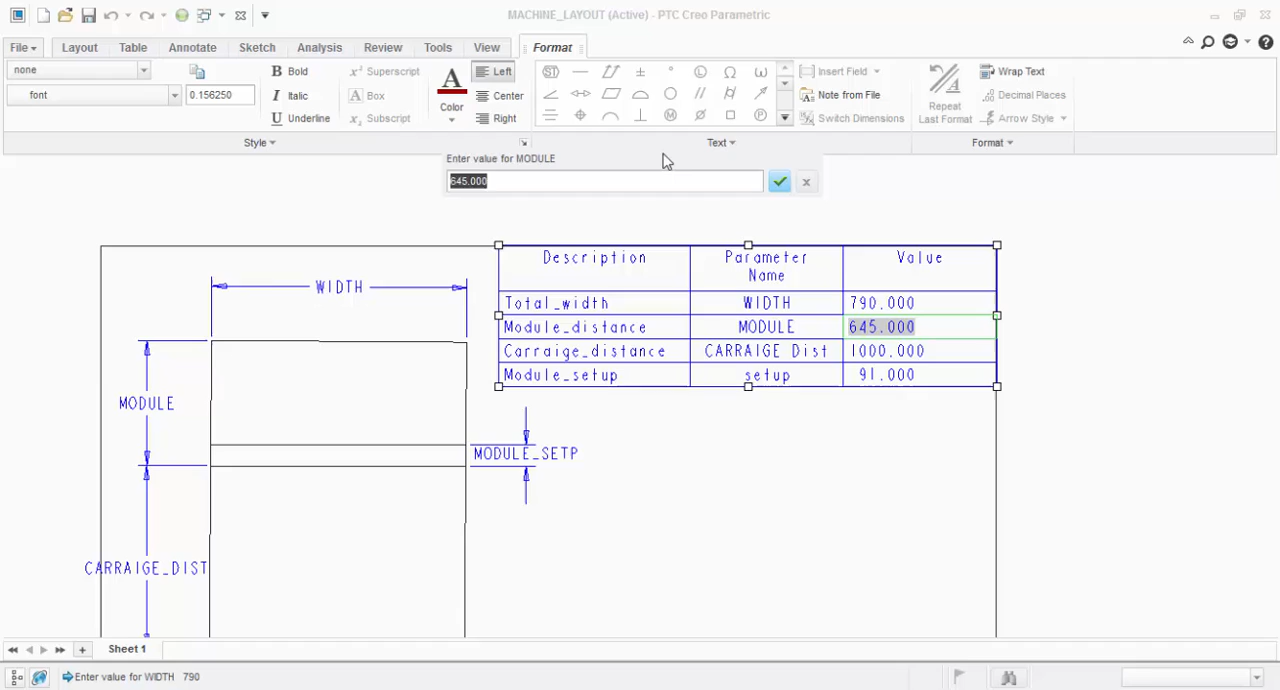 MACHINE_LAYOUT (Active) - PTC Creo Parametric
File Layout Table Annotate Sketch Analysis Review Tools View Format
none
font 0.156250
Bold
Italic
Underline
Superscript
Box
Subscript
Color
Left
Center
Right
Insert Field
Note from File
Switch Dimensions
Repeat
Last Format
Wrap Text
Decimal Places
Arrow Style
Style Text Format
Enter value for MODULE
645.000
Description Parameter Name Value
Total_width WIDTH 790.000
Module_distance MODULE 645.000
Carraige_distance CARRAIGE Dist 1000.000
Module_setup setup 91.000
WIDTH
MODULE
MODULE_SETP
CARRAIGE_DIST
Sheet 1
Enter value for WIDTH 790